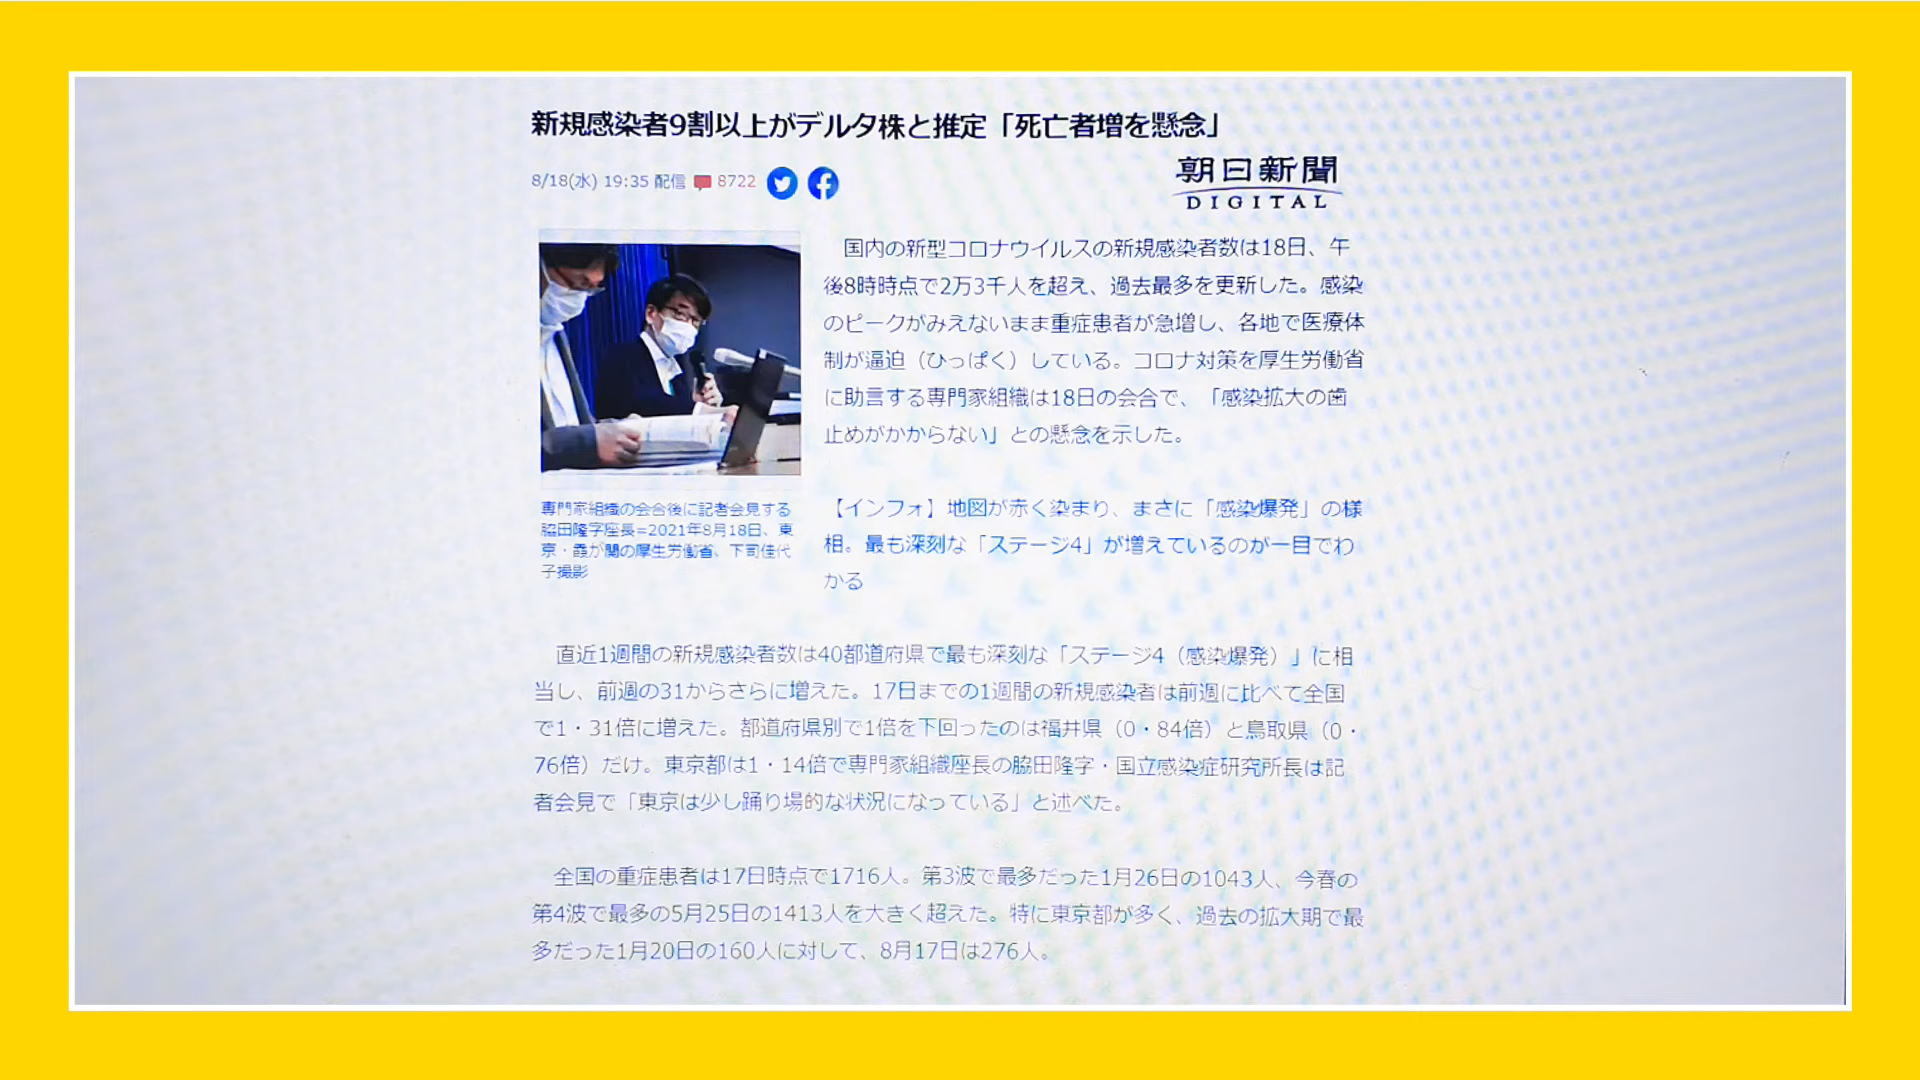 新規感染者9割以上がデルタ株と推定「死亡者増を懸念」
8/18(水) 19:35 配信 8722
朝日新聞
DIGITAL
国内の新型コロナウイルスの新規感染者数は18日、午
後8時時点で2万3千人を超え、過去最多を更新した。感染
のピークがみえないまま重症患者が急増し、各地で医療体
制が逼迫（ひっぱく）している。コロナ対策を厚生労働省
に助言する専門家組織は18日の会合で、「感染拡大の歯
止めがかからない」との懸念を示した。
専門家組織の会合後に記者会見する
脇田隆字座長=2021年8月18日、東
京・霞が関の厚生労働省、下司佳代
子撮影
【インフォ】地図が赤く染まり、まさに「感染爆発」の様
相。最も深刻な「ステージ4」が増えているのが一目でわ
かる
直近1週間の新規感染者数は40都道府県で最も深刻な「ステージ4（感染爆発）」に相
当し、前週の31からさらに増えた。17日までの1週間の新規感染者は前週に比べて全国
で1・31倍に増えた。都道府県別で1倍を下回ったのは福井県（0・84倍）と鳥取県（0・
76倍）だけ。東京都は1・14倍で専門家組織座長の脇田隆字・国立感染症研究所長は記
者会見で「東京は少し踊り場的な状況になっている」と述べた。
全国の重症患者は17日時点で1716人。第3波で最多だった1月26日の1043人、今春の
第4波で最多の5月25日の1413人を大きく超えた。特に東京都が多く、過去の拡大期で最
多だった1月20日の160人に対して、8月17日は276人。